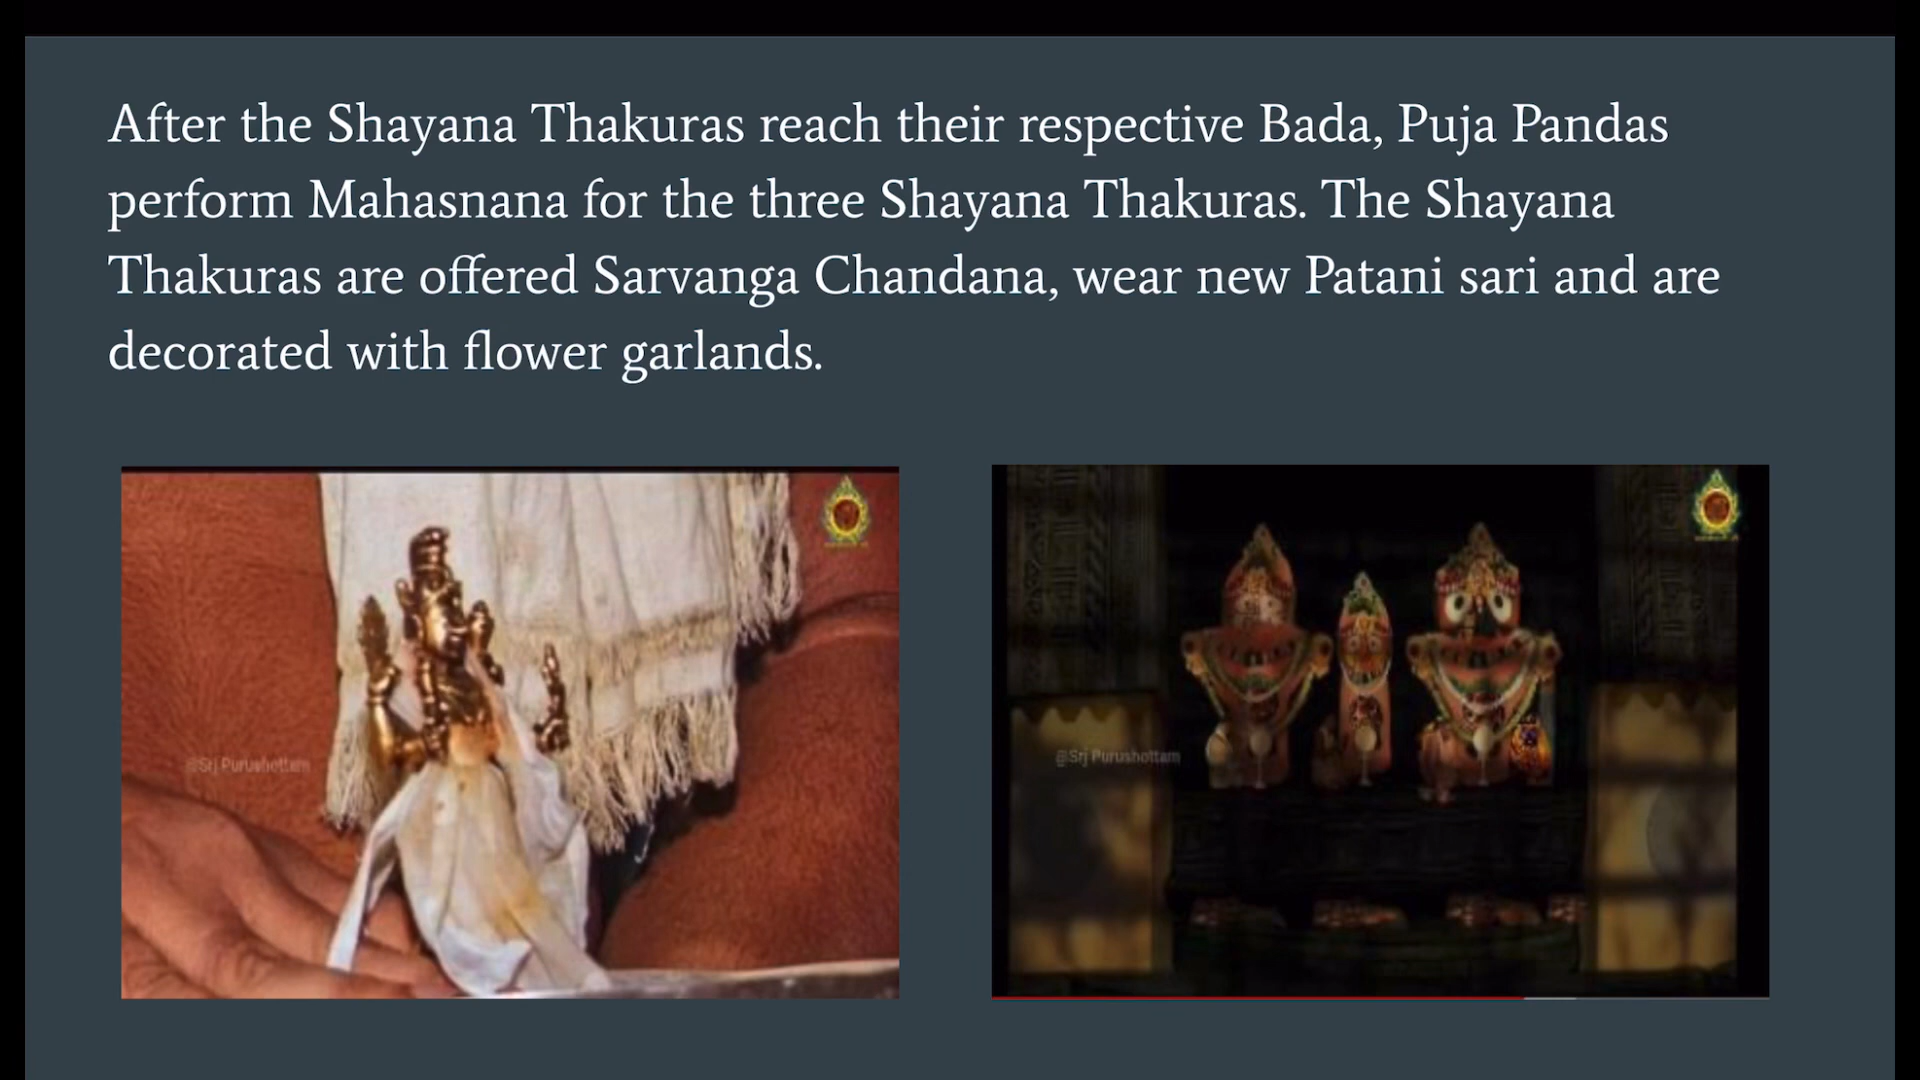 After the Shayana Thakuras reach their respective Bada, Puja Pandas
perform Mahasnana for the three Shayana Thakuras. The Shayana
Thakuras are offered Sarvanga Chandana, wear new Patani sari and are
decorated with flower garlands.
@Srj Purushottam
@Srj Purushottam